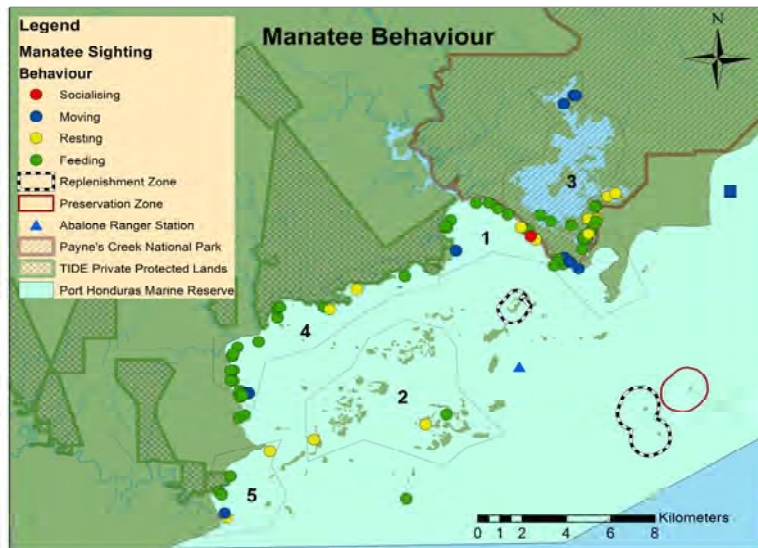 Legend
Manatee Sighting
Behaviour
Socialising
Moving
Resting
Feeding
Replenishment Zone
Preservation Zone
Abalone Ranger Station
Payne's Creek National Park
TIDE Private Protected Lands
Port Honduras Marine Reserve
Manatee Behaviour
N
3
1
4
2
5
Kilometers
0 1 2 4 6 8